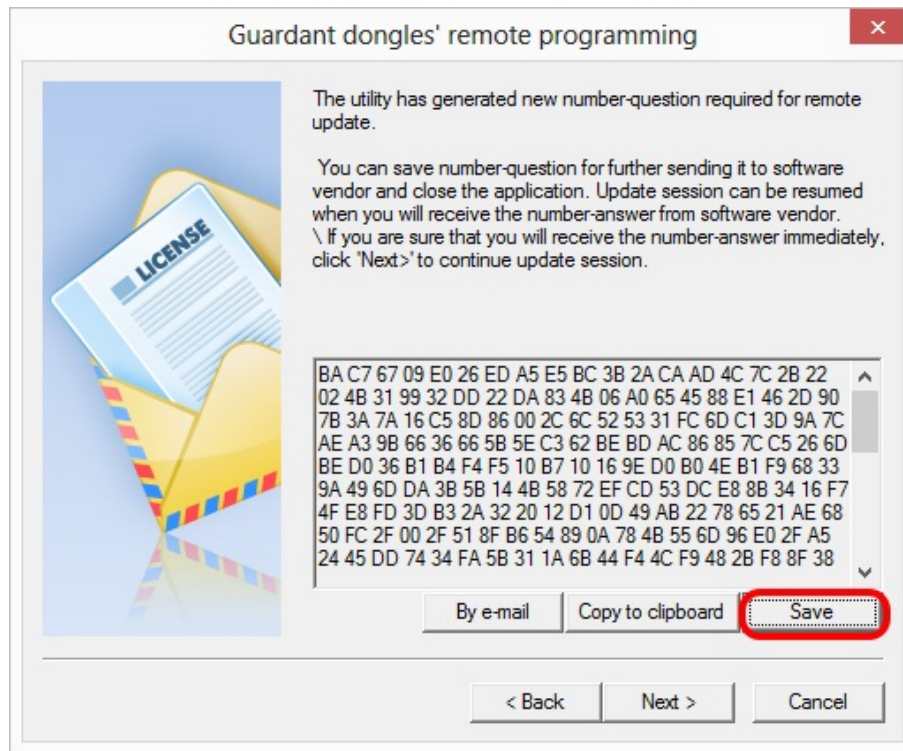 Guardant dongles' remote programming
×
The utility has generated new number-question required for remote
update.
You can save number-question for further sending it to software
vendor and close the application. Update session can be resumed
when you will receive the number-answer from software vendor.
\ If you are sure that you will receive the number-answer immediately,
click "Next>" to continue update session.
LICENSE
BA C7 67 09 E0 26 ED A5 E5 BC 3B 2A CA AD 4C 7C 2B 22
02 4B 31 99 32 DD 22 DA 83 4B 06 A0 65 45 88 E1 46 2D 90
7B 3A 7A 16 C5 8D 86 00 2C 6C 52 53 31 FC 6D C1 3D 9A 7C
AE A3 9B 66 36 66 5B 5E C3 62 BE BD AC 86 85 7C C5 26 6D
BE D0 36 B1 B4 F4 F5 10 B7 10 16 9E D0 B0 4E B1 F9 68 33
9A 49 6D DA 3B 5B 14 4B 58 72 EF CD 53 DC E8 8B 34 16 F7
4F E8 FD 3D B3 2A 32 20 12 D1 0D 49 AB 22 78 65 21 AE 68
50 FC 2F 00 2F 51 8F B6 54 89 0A 78 4B 55 6D 96 E0 2F A5
24 45 DD 74 34 FA 5B 31 1A 6B 44 F4 4C F9 48 2B F8 8F 38
By e-mail
Copy to clipboard
Save
< Back
Next >
Cancel